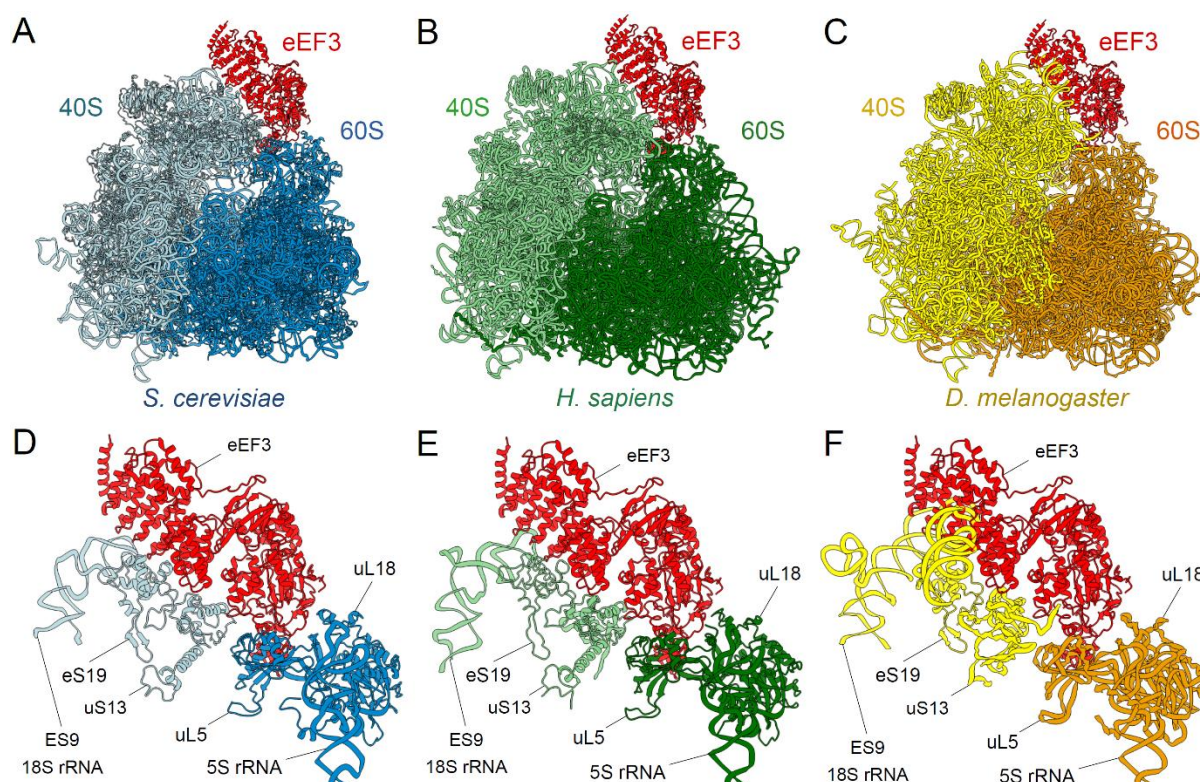 A
eEF3
40S
60S
S. cerevisiae
B
eEF3
40S
60S
H. sapiens
C
eEF3
40S
60S
D. melanogaster
D
eEF3
uL18
eS19
uS13
uL5
ES9
18S rRNA
5S rRNA
E
eEF3
uL18
eS19
uS13
uL5
ES9
18S rRNA
5S rRNA
F
eEF3
uL18
eS19
uS13
uL5
ES9
18S rRNA
5S rRNA